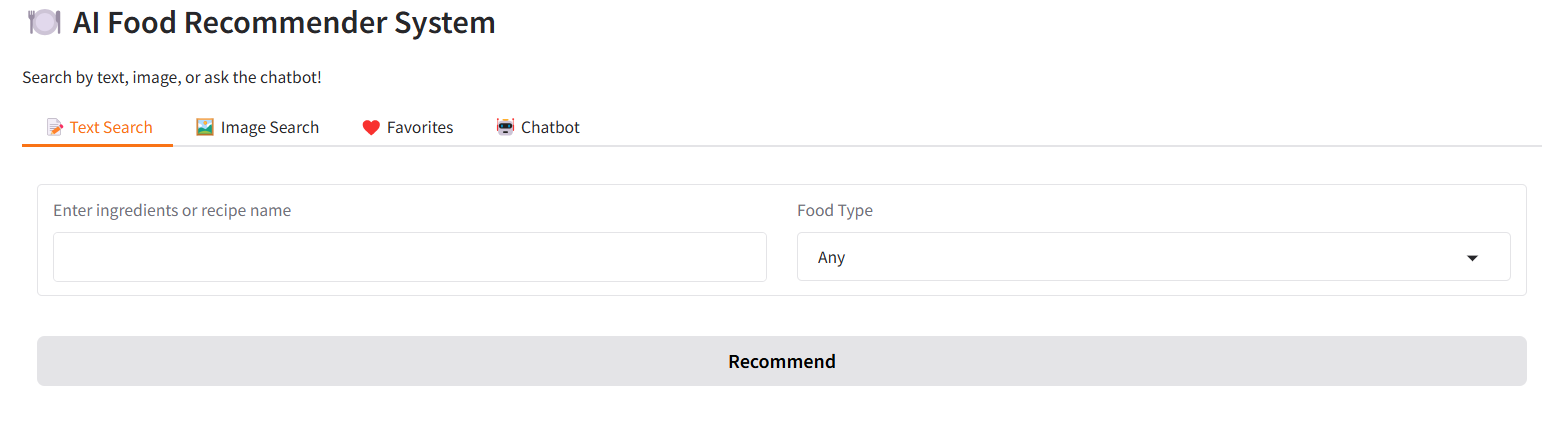 🍽️ AI Food Recommender System
Search by text, image, or ask the chatbot!
📝 Text Search 🖼️ Image Search ❤️ Favorites 🤖 Chatbot
Enter ingredients or recipe name Food Type
Any
Recommend